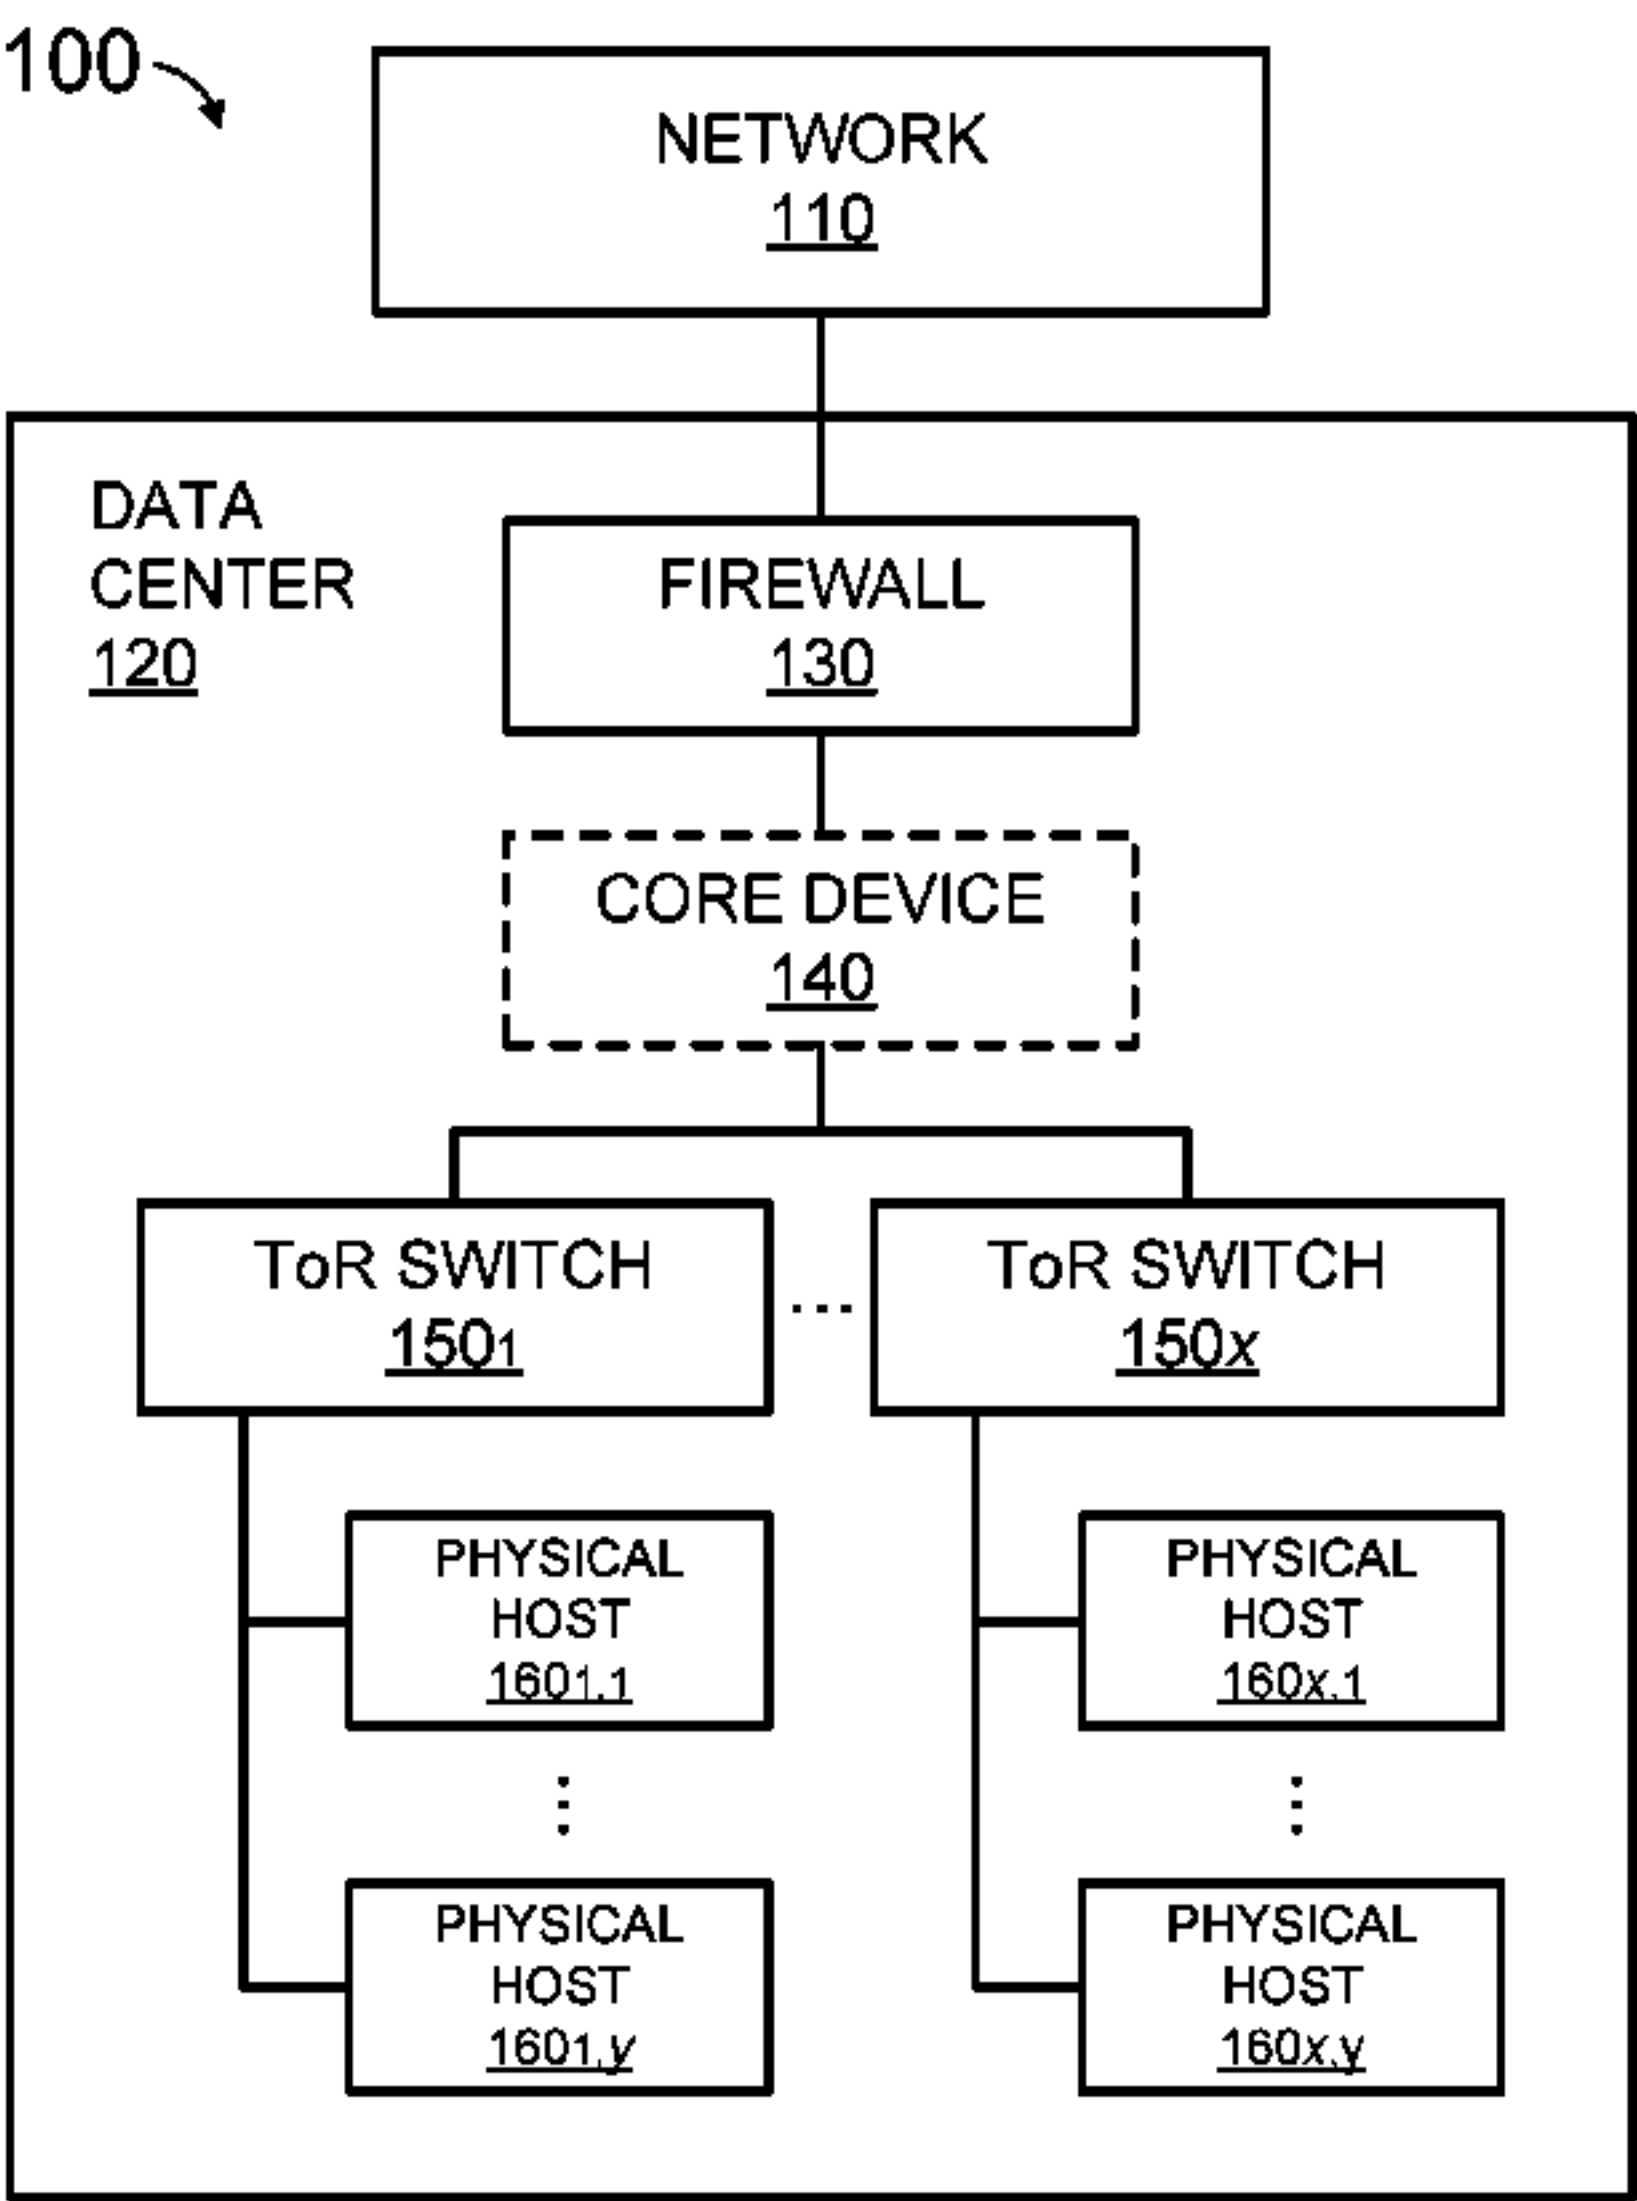 100
NETWORK
110
DATA
CENTER
120
FIREWALL
130
CORE DEVICE
140
ToR SWITCH
1501
...
ToR SWITCH
150x
PHYSICAL
HOST
1601,1
PHYSICAL
HOST
160x,1
PHYSICAL
HOST
1601,y
PHYSICAL
HOST
160x,y